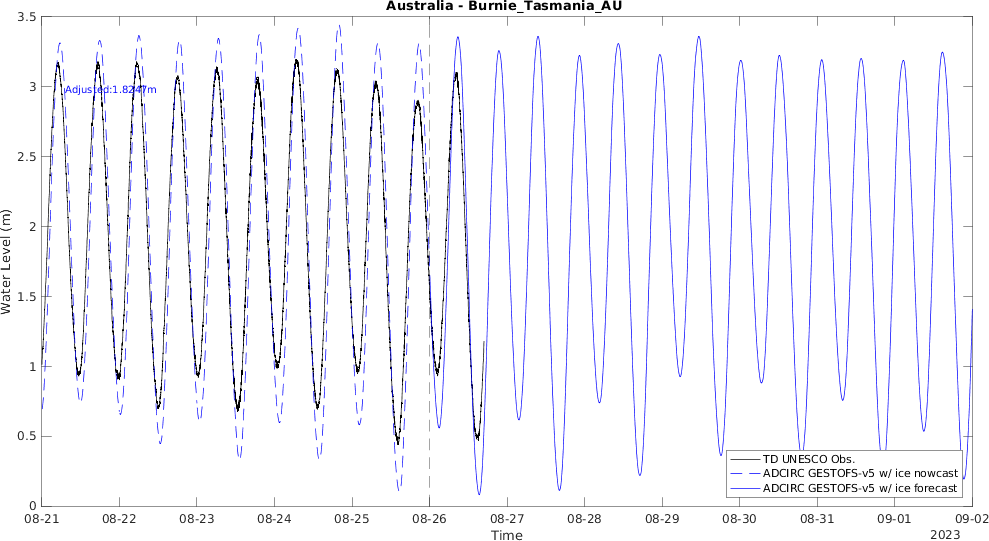 Australia - Burnie_Tasmania_AU
3.5
3
2.5
2
1.5
1
0.5
0
Water Level (m)
Adjusted:1.8247m
TD UNESCO Obs.
ADCIRC GESTOFS-v5 w/ ice nowcast
ADCIRC GESTOFS-v5 w/ ice forecast
08-21 08-22 08-23 08-24 08-25 08-26 08-27 08-28 08-29 08-30 08-31 09-01 09-02
Time
2023